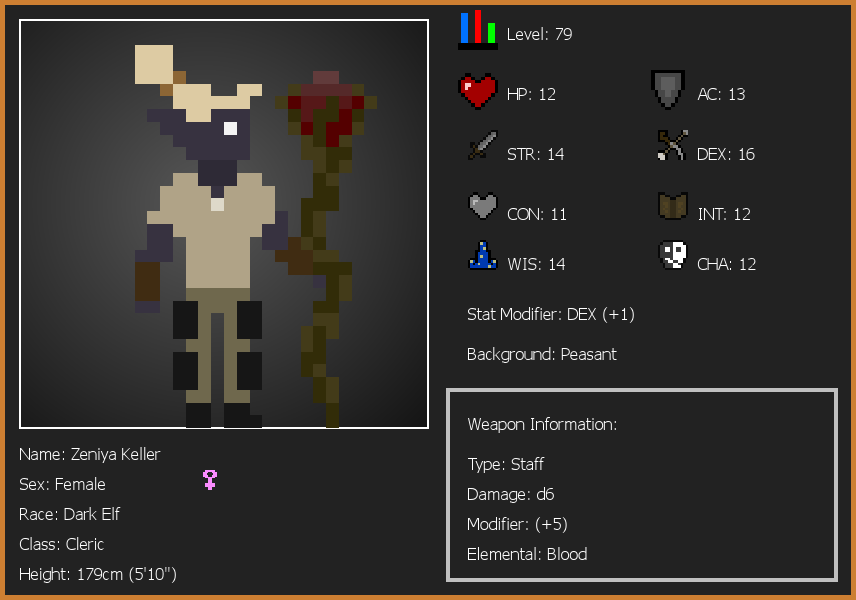 Level: 79
HP: 12
AC: 13
STR: 14
DEX: 16
CON: 11
INT: 12
WIS: 14
CHA: 12
Stat Modifier: DEX (+1)
Background: Peasant
Weapon Information:
Type: Staff
Damage: d6
Modifier: (+5)
Elemental: Blood
Name: Zeniya Keller
Sex: Female
Race: Dark Elf
Class: Cleric
Height: 179cm (5'10")